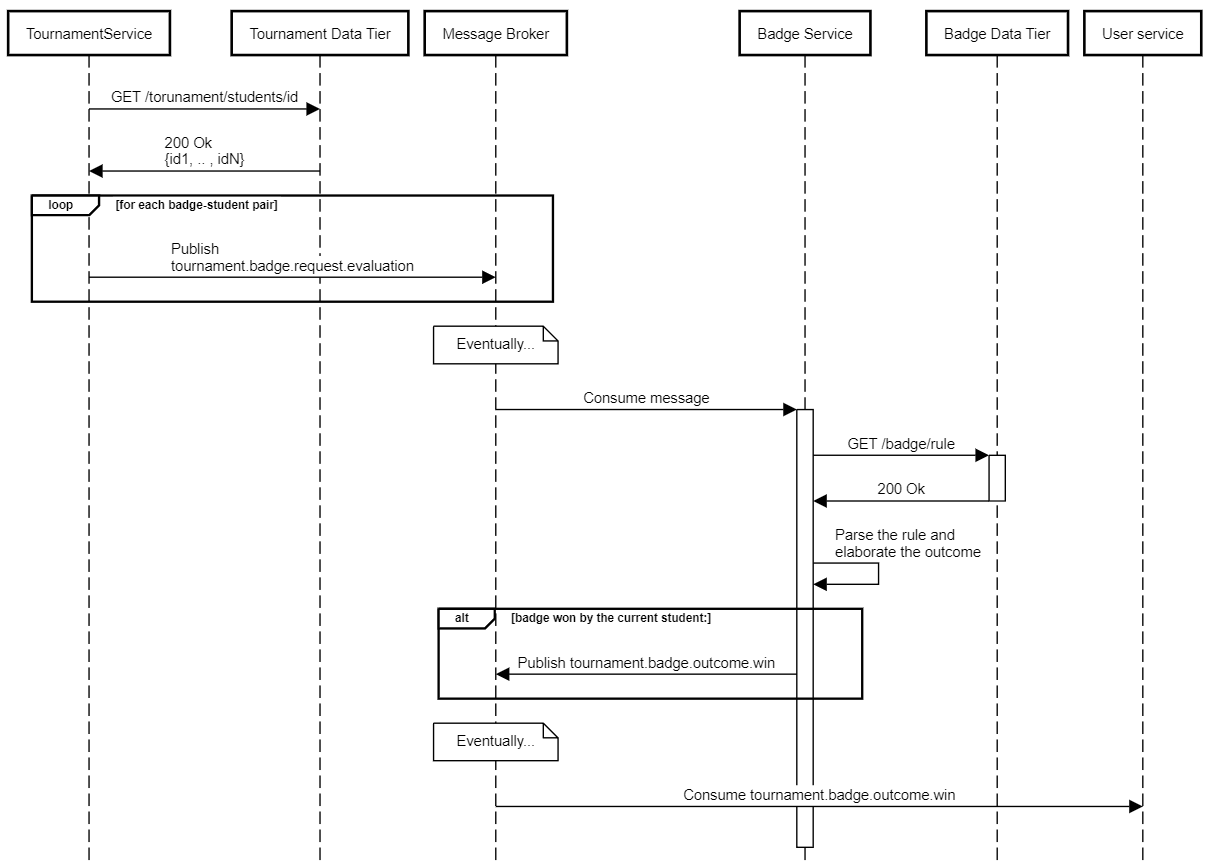 TournamentService
Tournament Data Tier
Message Broker
Badge Service
Badge Data Tier
User service
GET /torunament/students/id
200 Ok
{id1, .. , idN}
loop
[for each badge-student pair]
Publish
tournament.badge.request.evaluation
Eventually...
Consume message
GET /badge/rule
200 Ok
Parse the rule and
elaborate the outcome
alt
[badge won by the current student:]
Publish tournament.badge.outcome.win
Eventually...
Consume tournament.badge.outcome.win